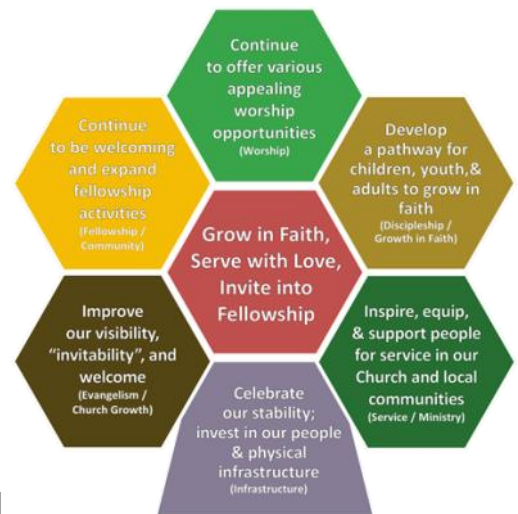 Continue
to offer various
appealing
worship
opportunities
(Worship)
Continue
to be welcoming
and expand
fellowship
activities
(Fellowship /
Community)
Develop
a pathway for
children, youth,&
adults to grow in
faith
(Discipleship /
Growth in Faith)
Grow in Faith,
Serve with Love,
Invite into
Fellowship
Improve
our visibility,
“invitability”, and
welcome
(Evangelism /
Church Growth)
Inspire, equip,
& support people
for service in our
Church and local
communities
(Service / Ministry)
Celebrate
our stability;
invest in our people
& physical
infrastructure
(Infrastructure)